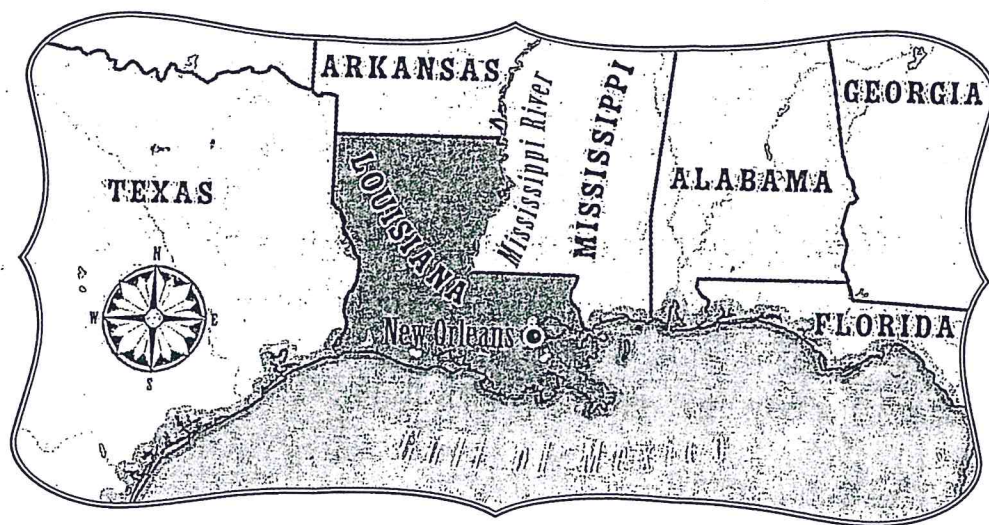 ARKANSAS
GEORGIA
Mississippi River
MISSISSIPPI
TEXAS
LOUISIANA
ALABAMA
N
W
E
S
New Orleans
FLORIDA
Gulf of Mexico